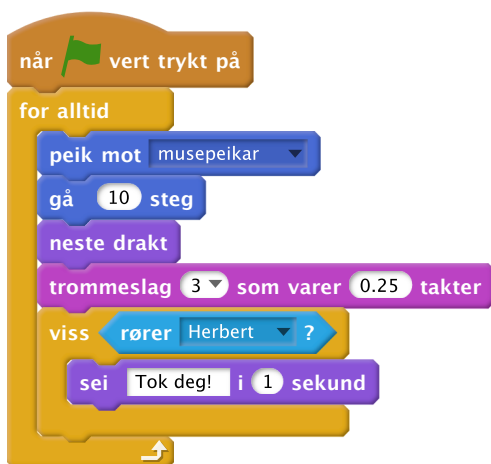 når vert trykt på
for alltid
peik mot musepeikar
gå 10 steg
neste drakt
trommeslag 3 som varer 0.25 takter
viss rører Herbert ?
sei Tok deg! i 1 sekund